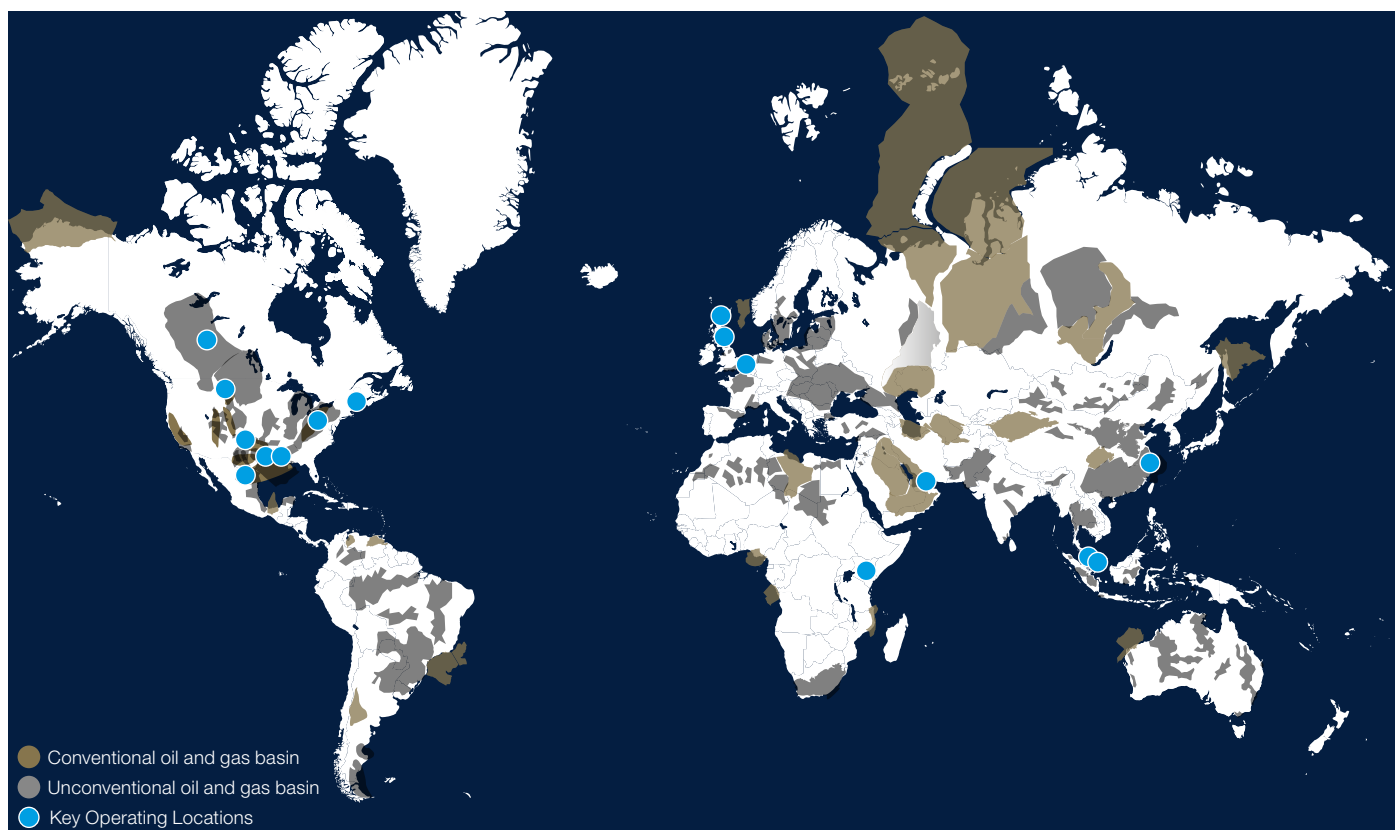 Conventional oil and gas basin
Unconventional oil and gas basin
Key Operating Locations